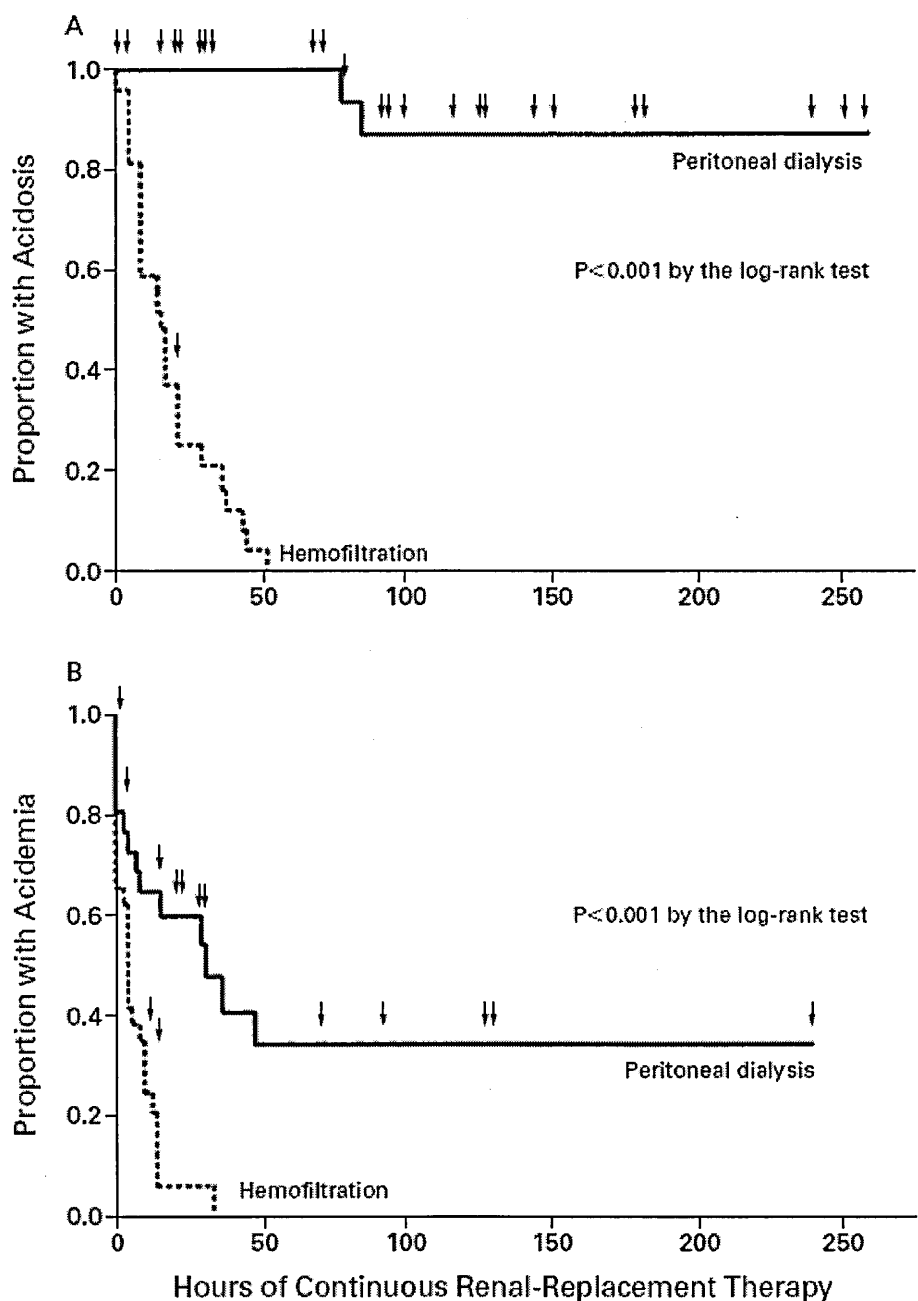 A
1.0
0.8
0.6
0.4
0.2
0.0
Proportion with Acidosis
Peritoneal dialysis
P<0.001 by the log-rank test
Hemofiltration
0 50 100 150 200 250
B
1.0
0.8
0.6
0.4
0.2
0.0
Proportion with Acidemia
P<0.001 by the log-rank test
Peritoneal dialysis
Hemofiltration
0 50 100 150 200 250
Hours of Continuous Renal-Replacement Therapy